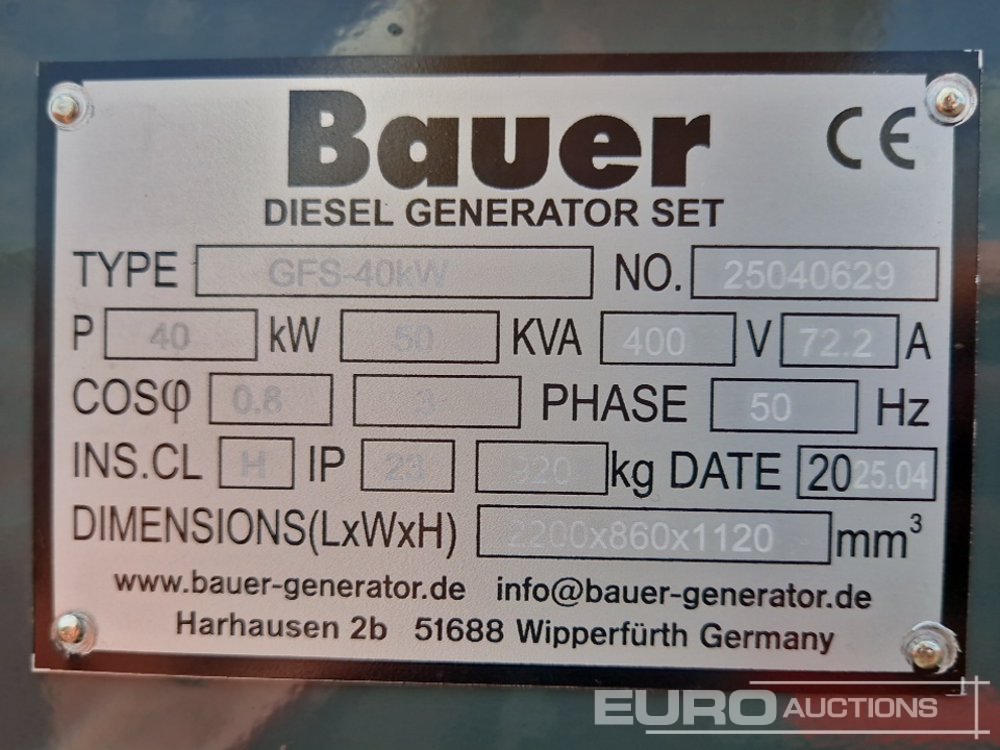 Bauer CE
DIESEL GENERATOR SET
TYPE GFS-40kW NO. 25040629
P 40 kW 50 KVA 400 V 72.2 A
COSφ 0.8 3 PHASE 50 Hz
INS.CL H IP 23 920 kg DATE 2025.04
DIMENSIONS(LxWxH) 2200x860x1120 mm³
www.bauer-generator.de info@bauer-generator.de
Harhausen 2b 51688 Wipperfürth Germany
EURO AUCTIONS